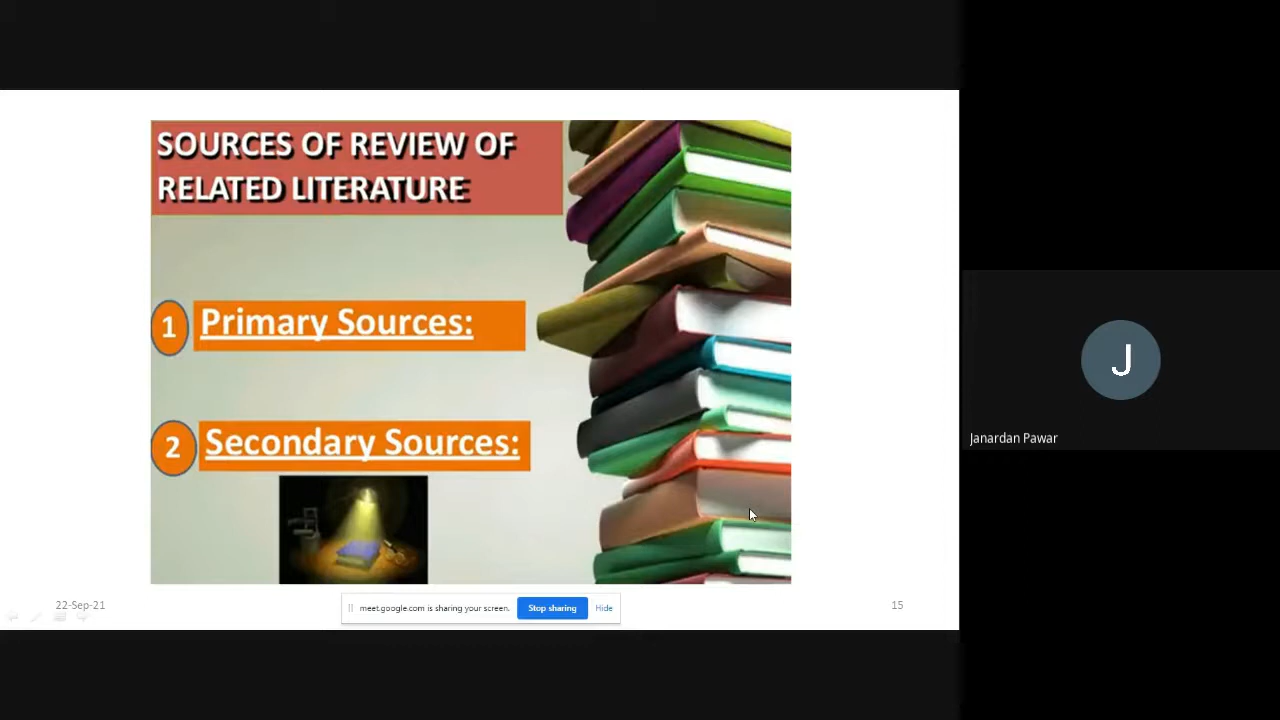 SOURCES OF REVIEW OF
RELATED LITERATURE
1 Primary Sources:
2 Secondary Sources:
22-Sep-21
meet.google.com is sharing your screen. Stop sharing Hide
15
J
Janardan Pawar